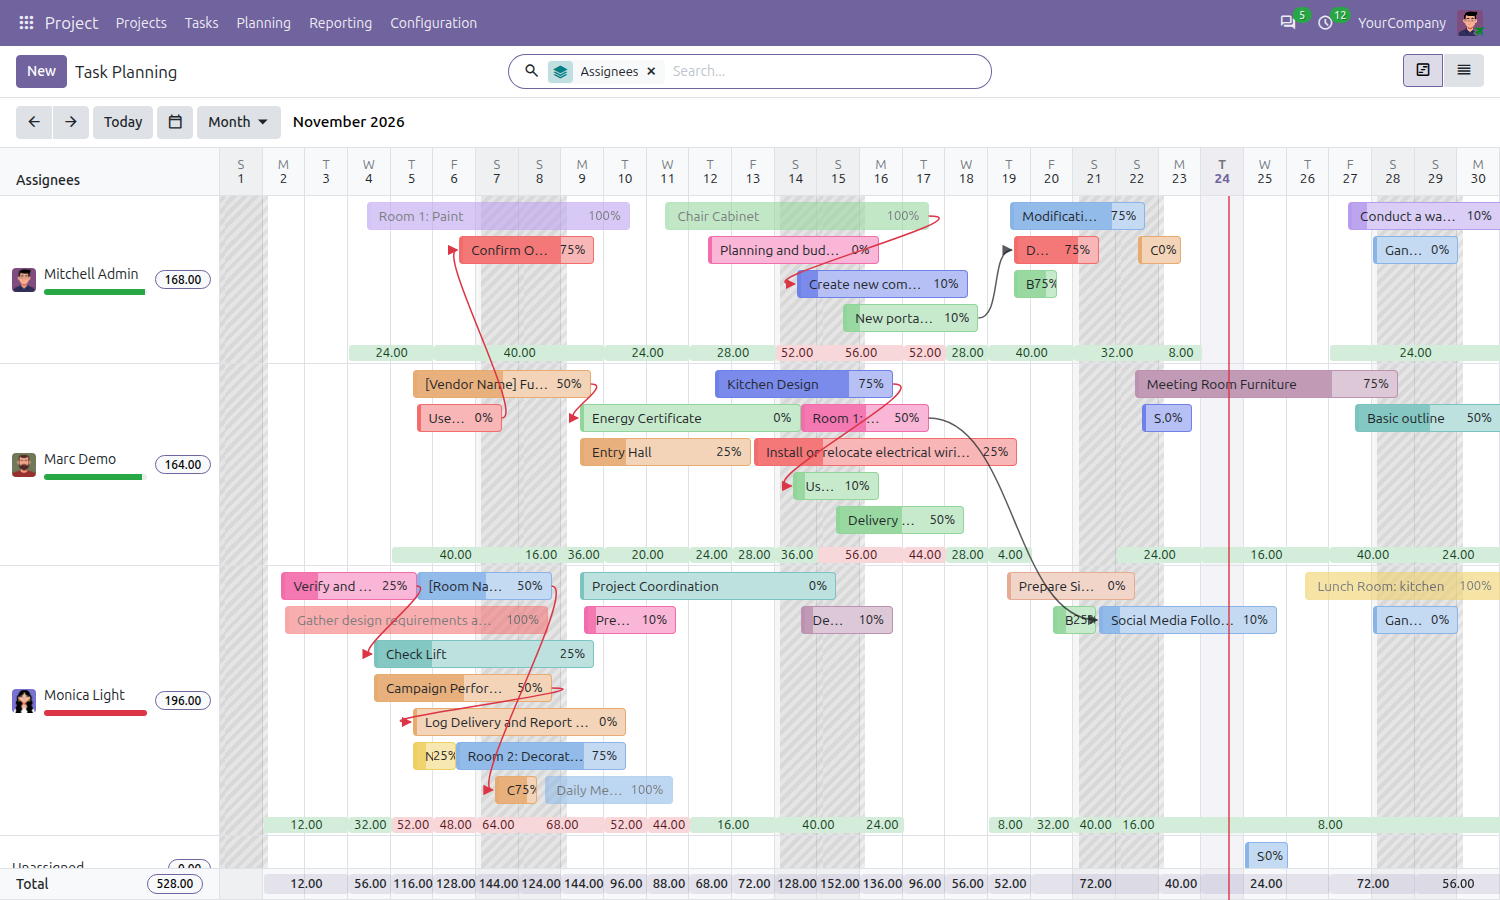 Project Projects Tasks Planning Reporting Configuration 5 12 YourCompany
New Task Planning Assignees × Search...
Today Month November 2026
Assignees
S M T W T F S S M T W T F S S M T W T F S S M T W T F S S M
1 2 3 4 5 6 7 8 9 10 11 12 13 14 15 16 17 18 19 20 21 22 23 24 25 26 27 28 29 30
Room 1: Paint 100% Chair Cabinet 100% Modificati... 75% Conduct a wa... 10%
Confirm O... 75% Planning and bud... 0% D... 75% C0% Gan... 0%
Mitchell Admin 168.00
Create new com... 10% B75%
New porta... 10%
24.00 40.00 24.00 28.00 52.00 56.00 52.00 28.00 40.00 32.00 8.00 24.00
[Vendor Name] Fu... 50% Kitchen Design 75% Meeting Room Furniture 75%
Use... 0% Energy Certificate 0% Room 1:... 50% S.0% Basic outline 50%
Marc Demo 164.00
Entry Hall 25% Install or relocate electrical wiri... 25%
Us... 10%
Delivery ... 50%
40.00 16.00 36.00 20.00 24.00 28.00 36.00 56.00 44.00 28.00 4.00 24.00 16.00 40.00 24.00
Verify and ... 25% [Room Na... 50% Project Coordination 0% Prepare Si... 0% Lunch Room: kitchen 100%
Gather design requirements a... 100% Pre... 10% De... 10% B25% Social Media Follo... 10% Gan... 0%
Check Lift 25%
Campaign Perfor... 50%
Monica Light 196.00
Log Delivery and Report ... 0%
N25% Room 2: Decorat... 75%
C75% Daily Me... 100%
12.00 32.00 52.00 48.00 64.00 68.00 52.00 44.00 16.00 40.00 24.00 8.00 32.00 40.00 16.00 8.00
Unassigned 0.00 S0%
Total 528.00 12.00 56.00 116.00 128.00 144.00 124.00 144.00 96.00 88.00 68.00 72.00 128.00 152.00 136.00 96.00 56.00 52.00 72.00 40.00 24.00 72.00 56.00